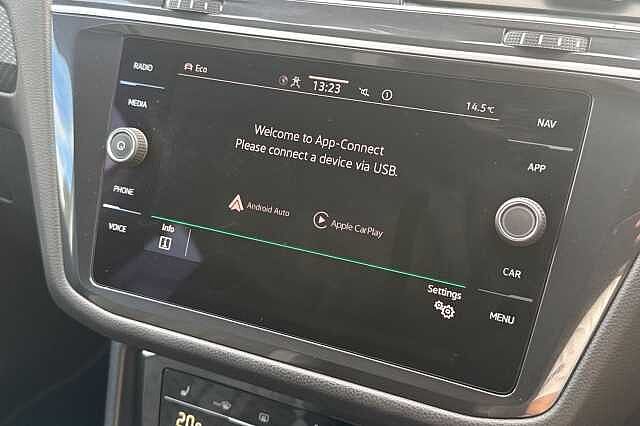 RADIO
MEDIA
PHONE
VOICE
Eco
13:23
14.5°C
Welcome to App-Connect
Please connect a device via USB.
Android Auto
Apple CarPlay
Info
Settings
NAV
APP
CAR
MENU